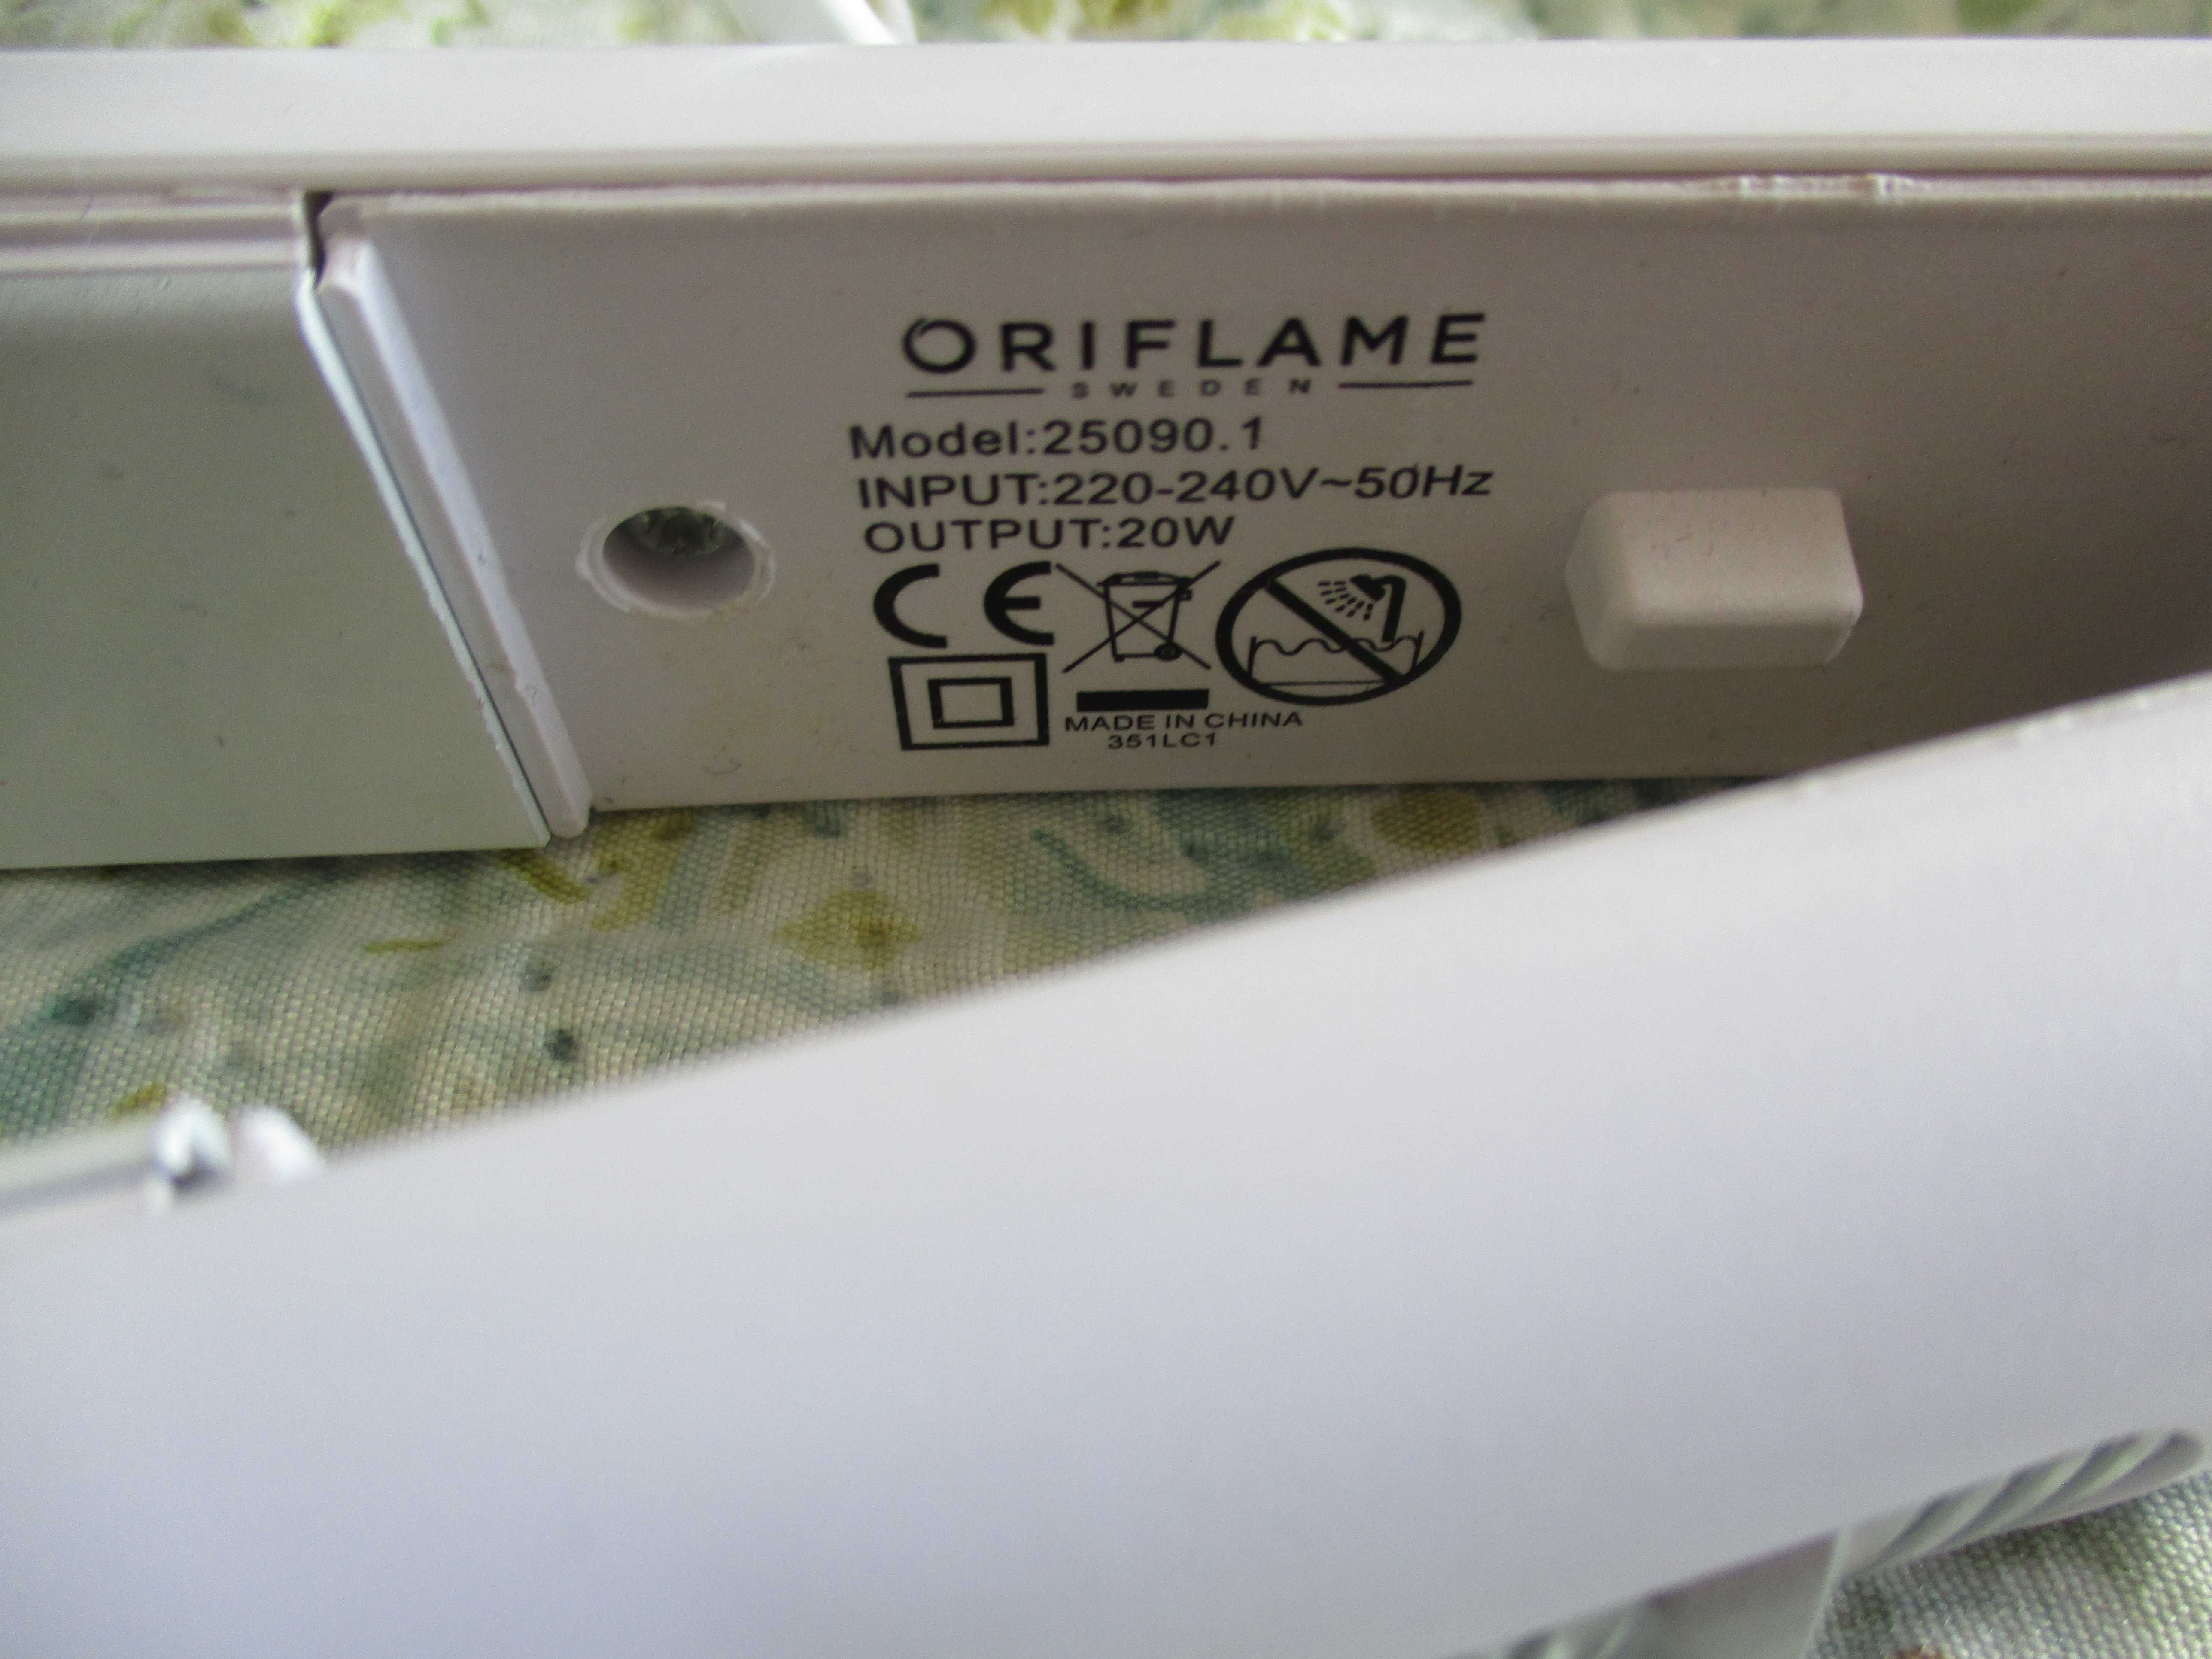 ORIFLAME
SWEDEN
Model:25090.1
INPUT:220-240V~50Hz
OUTPUT:20W
CE
MADE IN CHINA
351LC1